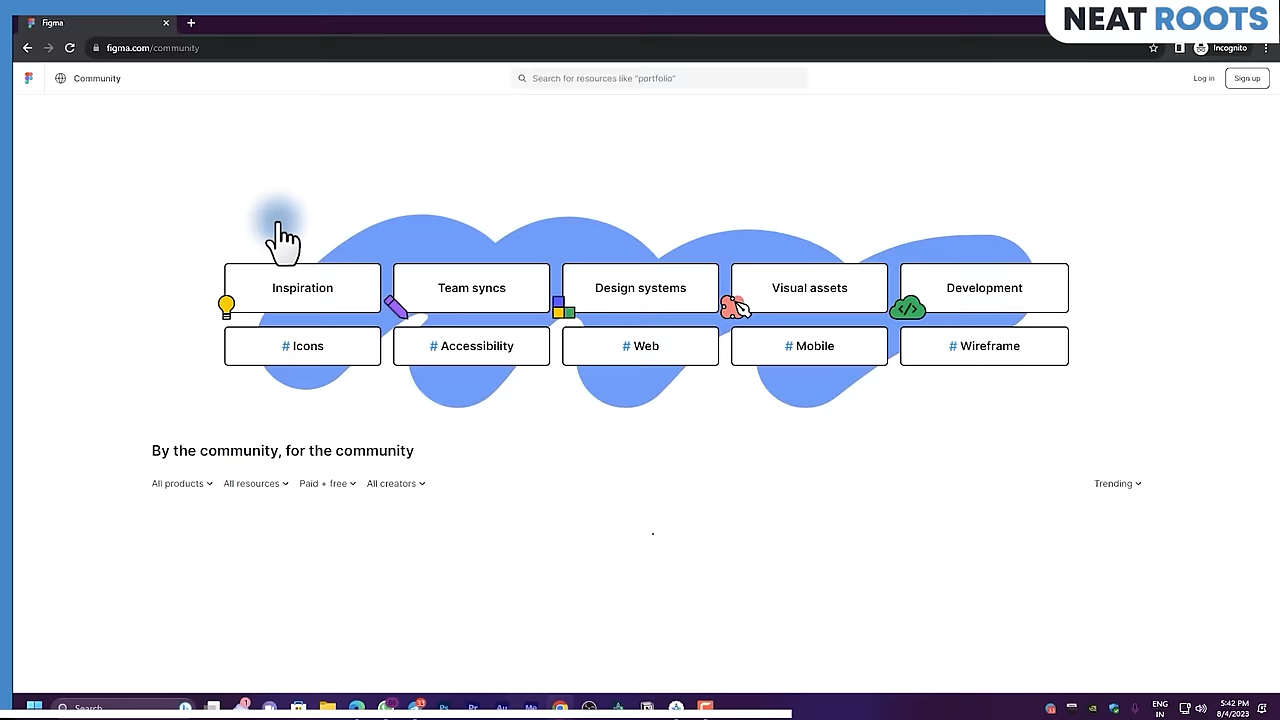 NEAT ROOTS
Figma
figma.com/community
Incognito
Community
Search for resources like "portfolio"
Log in
Sign up
Inspiration
Team syncs
Design systems
Visual assets
Development
# Icons
# Accessibility
# Web
# Mobile
# Wireframe
By the community, for the community
All products
All resources
Paid + free
All creators
Trending
Search
ENG
IN
5:42 PM
8/4/2023